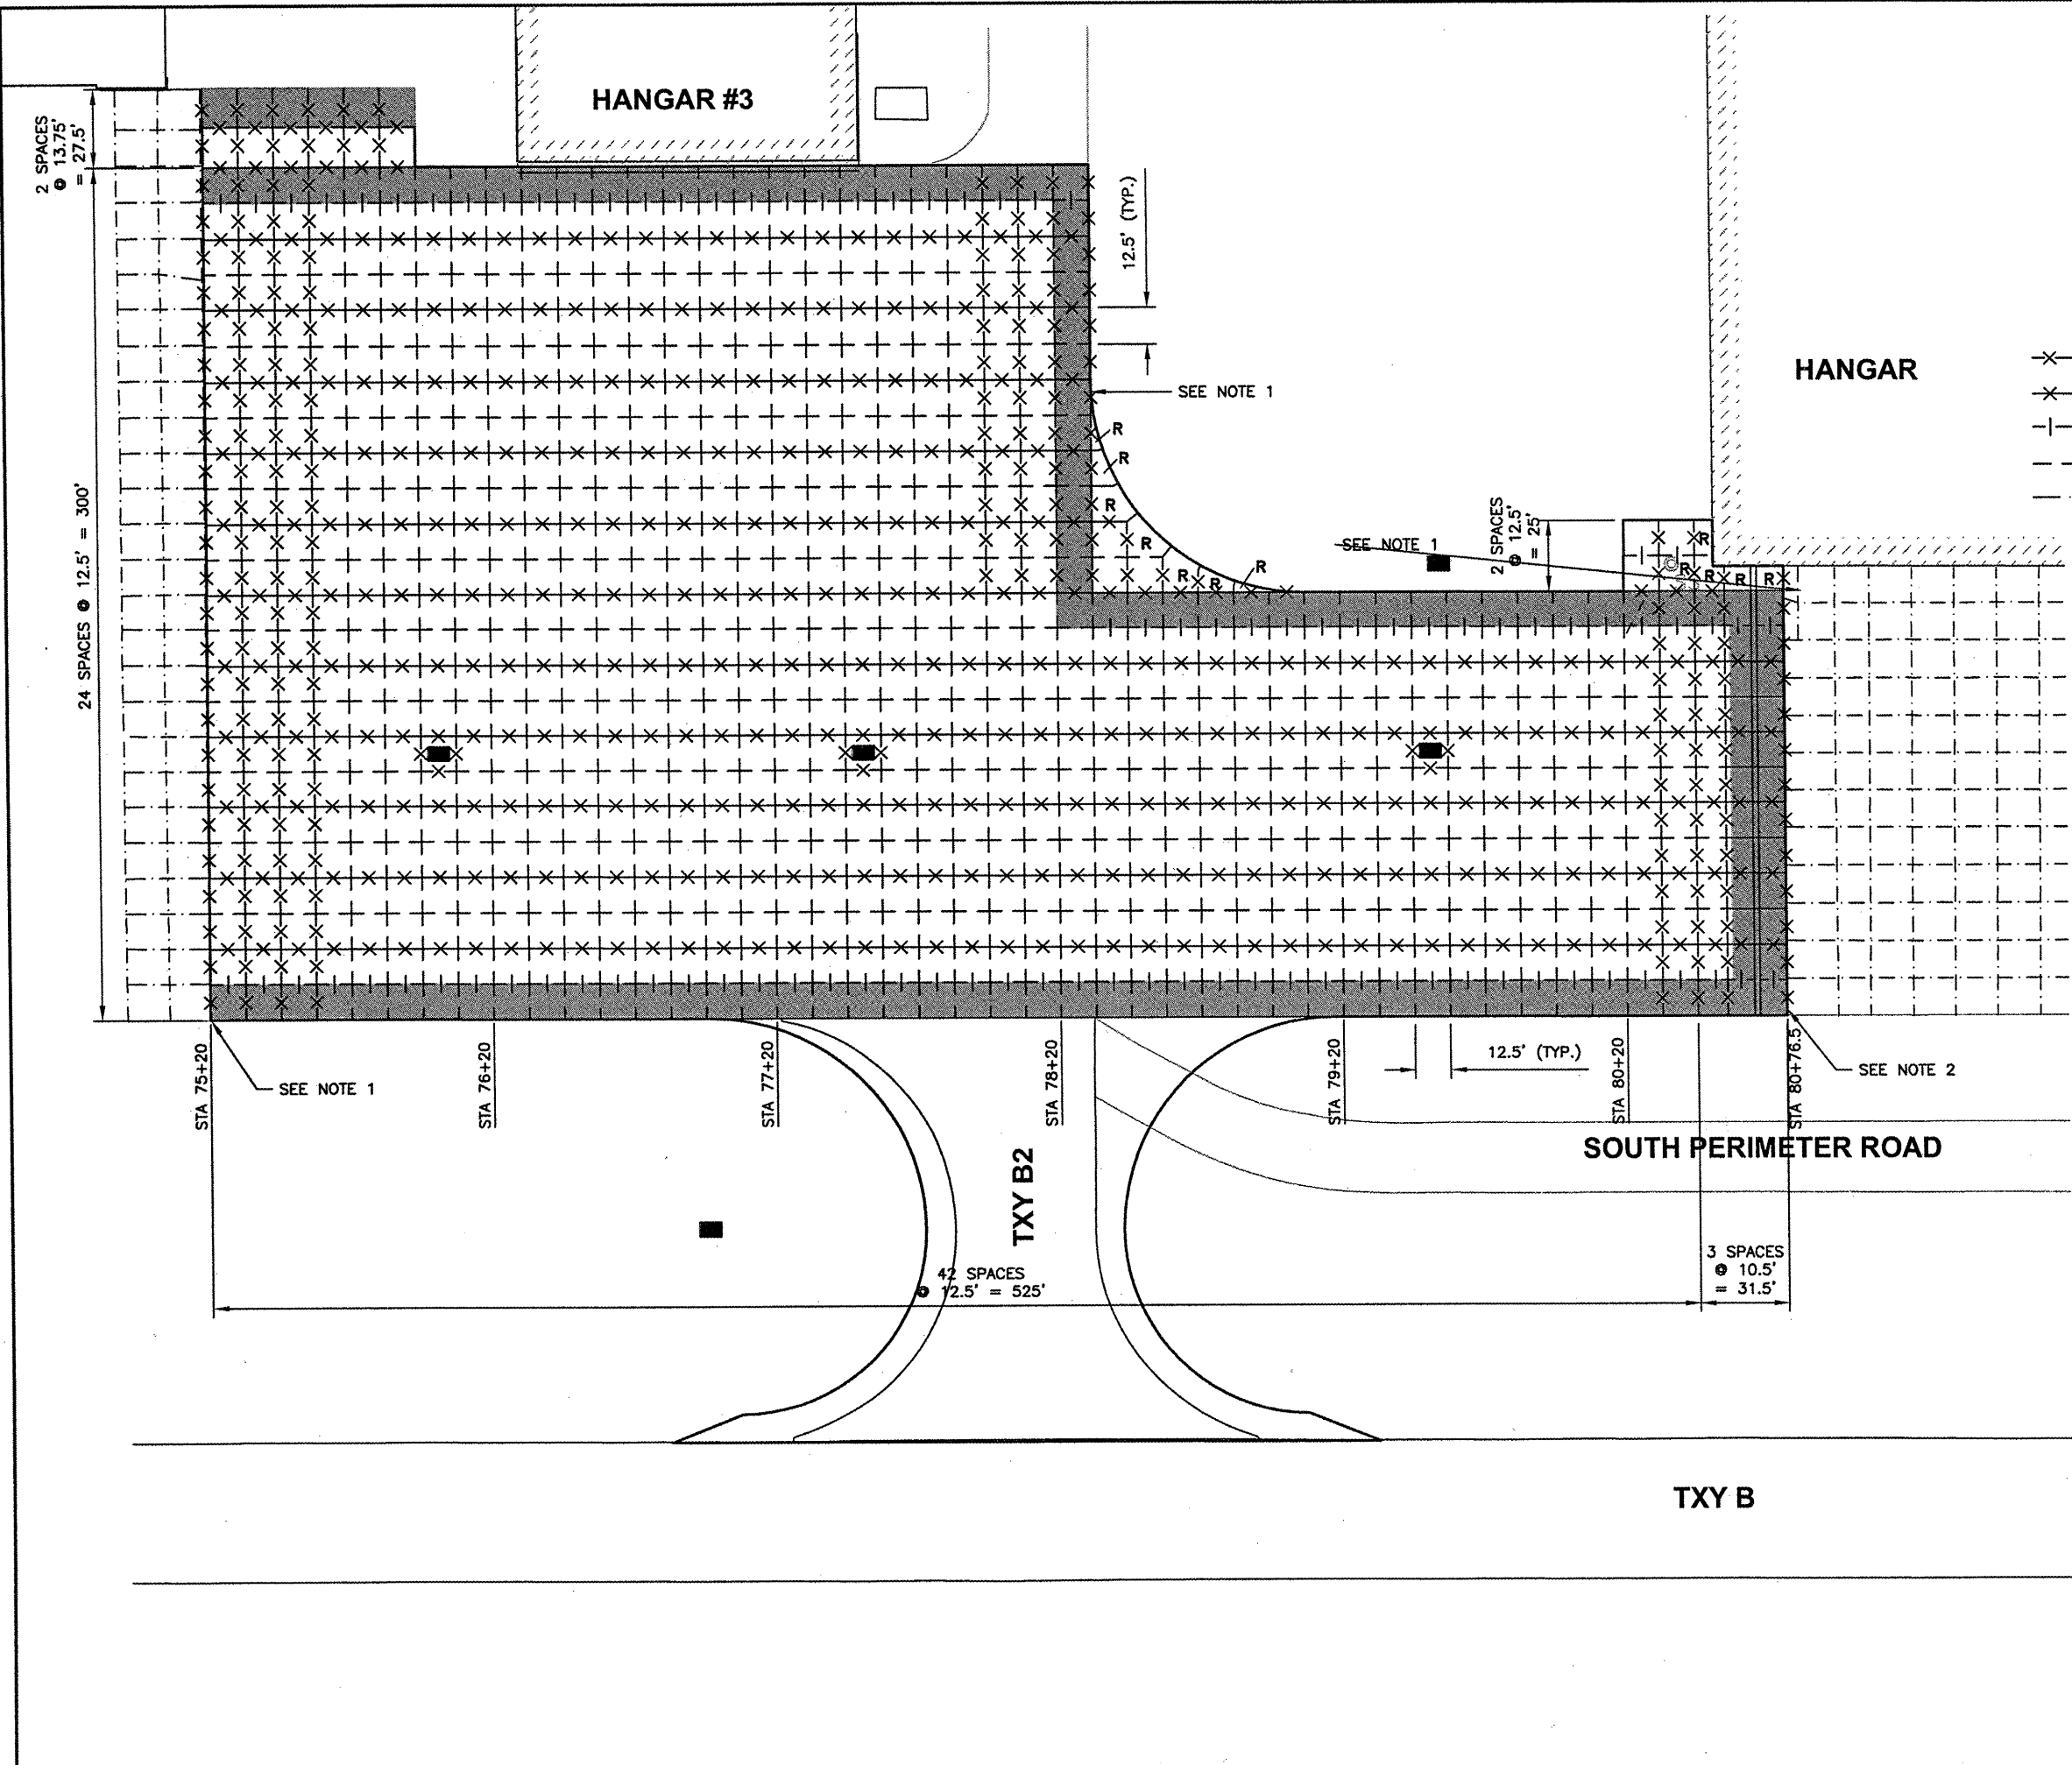 HANGAR #3
2 SPACES
@ 13.75'
= 27.5'
12.5' (TYP.)
HANGAR
SEE NOTE 1
R
R
R
R
R
R
R
24 SPACES @ 12.5' = 300'
SEE NOTE 1
2 SPACES
@ 12.5'
= 25'
R
R
R
R
R
STA 75+20
STA 76+20
STA 77+20
STA 78+20
STA 79+20
STA 80+20
STA 80+76.5
12.5' (TYP.)
SEE NOTE 1
SEE NOTE 2
SOUTH PERIMETER ROAD
TXY B2
42 SPACES
@ 12.5' = 525'
3 SPACES
@ 10.5'
= 31.5'
TXY B